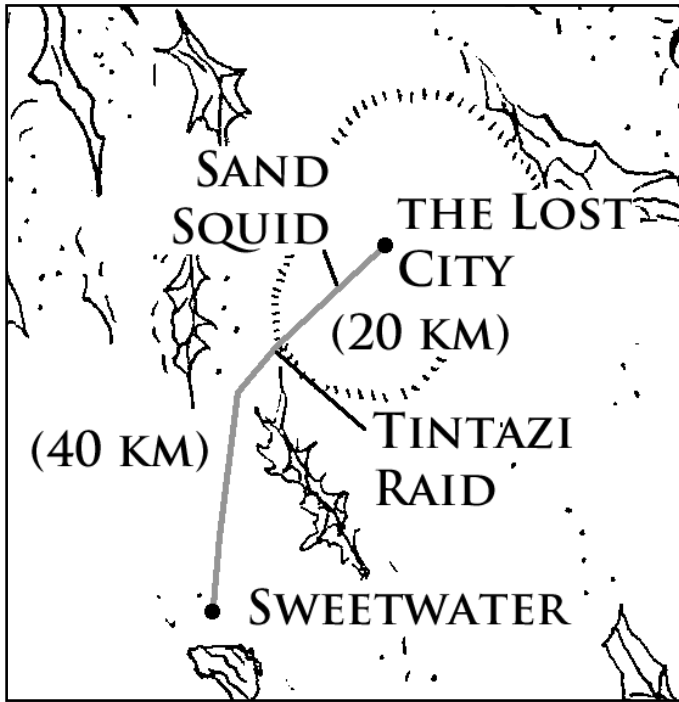 Sand
Squid
the Lost
City
(20 km)
(40 km)
Tintazi
Raid
Sweetwater